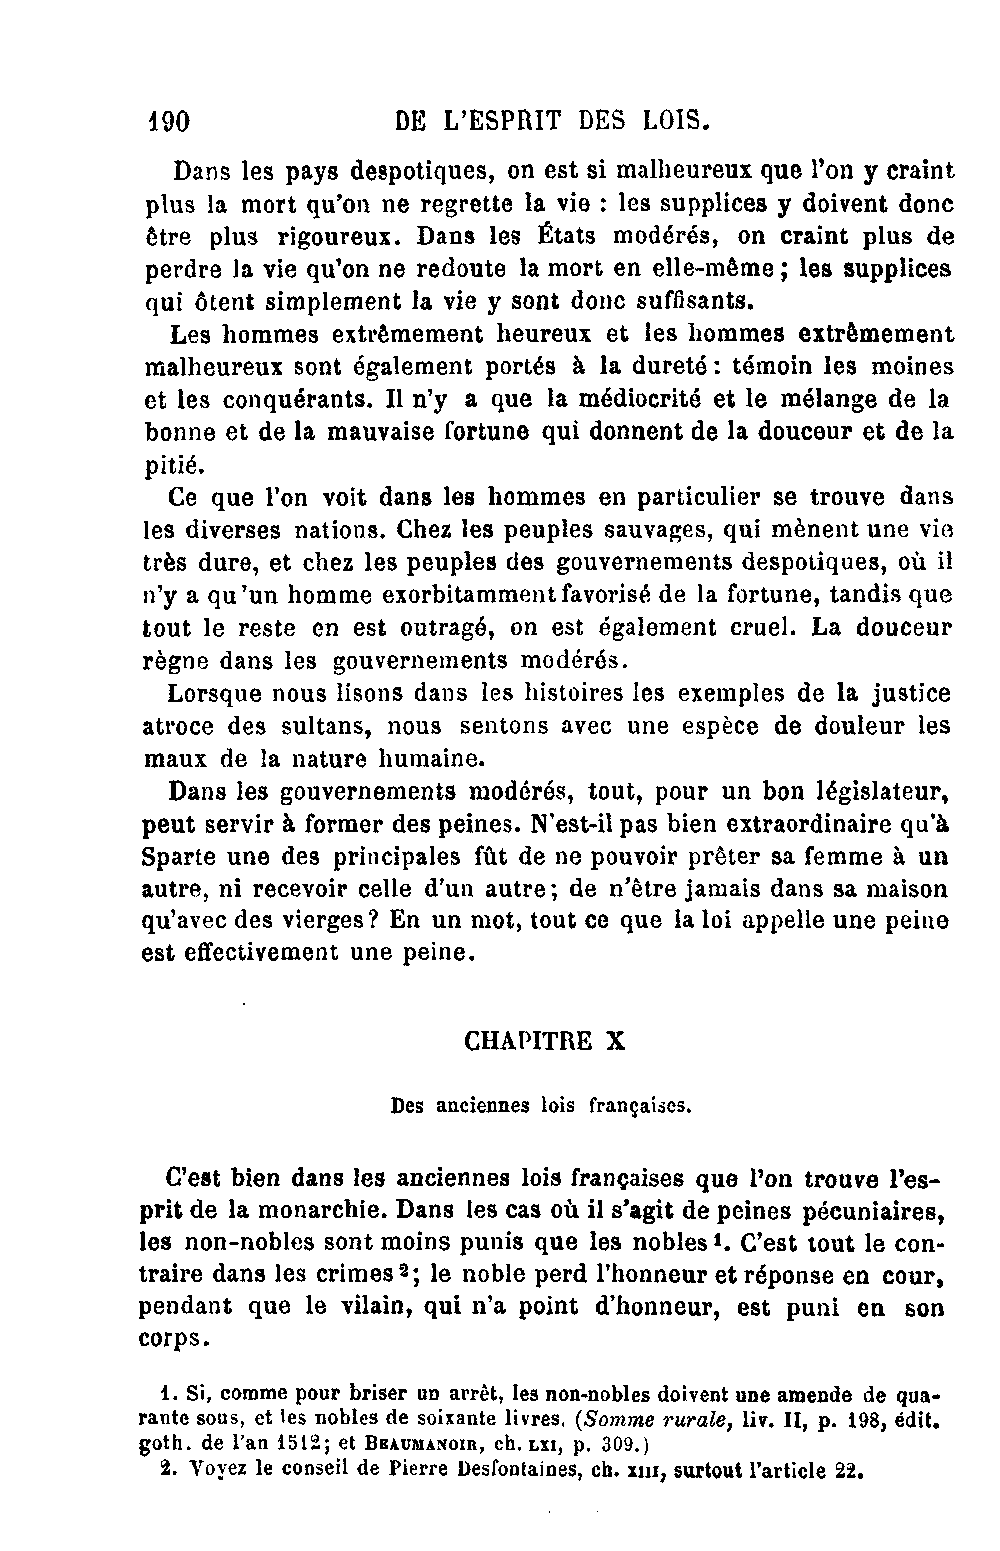 190 DE L'ESPRIT DES LOIS.
Dans les pays despotiques, on est si malheureux que l'on y craint
plus la mort qu'on ne regrette la vie : les supplices y doivent donc
être plus rigoureux. Dans les États modérés, on craint plus de
perdre la vie qu'on ne redoute la mort en elle-même ; les supplices
qui ôtent simplement la vie y sont donc suffisants.
Les hommes extrêmement heureux et les hommes extrêmement
malheureux sont également portés à la dureté : témoin les moines
et les conquérants. Il n'y a que la médiocrité et le mélange de la
bonne et de la mauvaise fortune qui donnent de la douceur et de la
pitié.
Ce que l'on voit dans les hommes en particulier se trouve dans
les diverses nations. Chez les peuples sauvages, qui mènent une vie
très dure, et chez les peuples des gouvernements despotiques, où il
n'y a qu'un homme exorbitamment favorisé de la fortune, tandis que
tout le reste en est outragé, on est également cruel. La douceur
règne dans les gouvernements modérés.
Lorsque nous lisons dans les histoires les exemples de la justice
atroce des sultans, nous sentons avec une espèce de douleur les
maux de la nature humaine.
Dans les gouvernements modérés, tout, pour un bon législateur,
peut servir à former des peines. N'est-il pas bien extraordinaire qu'à
Sparte une des principales fût de ne pouvoir prêter sa femme à un
autre, ni recevoir celle d'un autre ; de n'être jamais dans sa maison
qu'avec des vierges ? En un mot, tout ce que la loi appelle une peine
est effectivement une peine.
CHAPITRE X
Des anciennes lois françaises.
C'est bien dans les anciennes lois françaises que l'on trouve l'es-
prit de la monarchie. Dans les cas où il s'agit de peines pécuniaires,
les non-nobles sont moins punis que les nobles ¹. C'est tout le con-
traire dans les crimes ² ; le noble perd l'honneur et réponse en cour,
pendant que le vilain, qui n'a point d'honneur, est puni en son
corps.
1. Si, comme pour briser un arrêt, les non-nobles doivent une amende de qua-
rante sous, et les nobles de soixante livres. (Somme rurale, liv. II, p. 198, édit.
goth. de l'an 1512 ; et BEAUMANOIR, ch. LXI, p. 309.)
2. Voyez le conseil de Pierre Desfontaines, ch. XIII, surtout l'article 22.